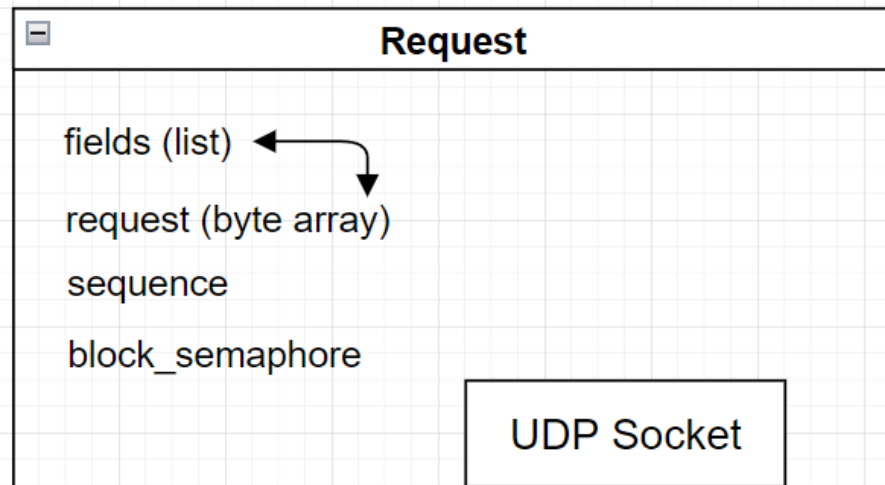 Request
fields (list)
request (byte array)
sequence
block_semaphore
UDP Socket